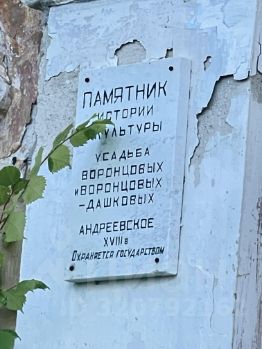 ПАМЯТНИК
ИСТОРИИ
КУЛЬТУРЫ
УСАДЬБА
ВОРОНЦОВЫХ
И ВОРОНЦОВЫХ
-ДАШКОВЫХ
АНДРЕЕВСКОЕ
XVIII в
ОХРАНЯЕТСЯ ГОСУДАРСТВОМ